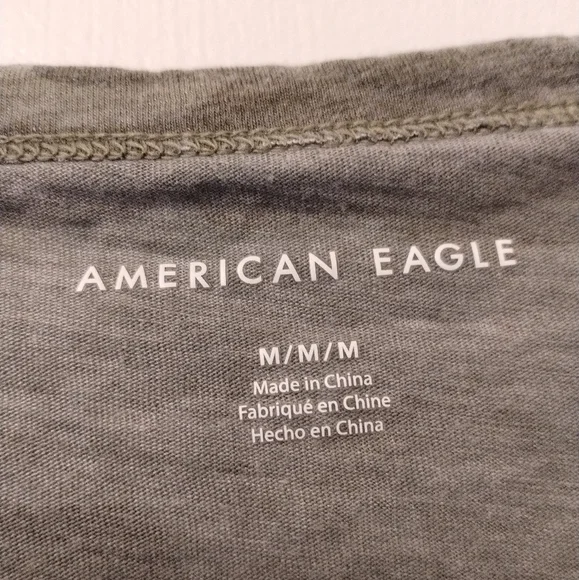 AMERICAN EAGLE
M/M/M
Made in China
Fabriqué en Chine
Hecho en China